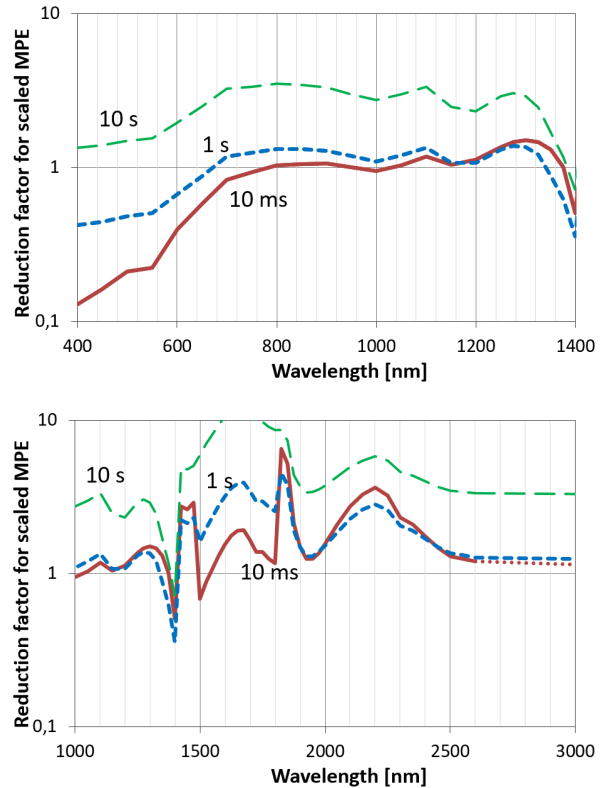 Reduction factor for scaled MPE
10
1
0,1
10 s
1 s
10 ms
400
600
800
1000
1200
1400
Wavelength [nm]
Reduction factor for scaled MPE
10
1
0,1
10 s
1 s
10 ms
1000
1500
2000
2500
3000
Wavelength [nm]